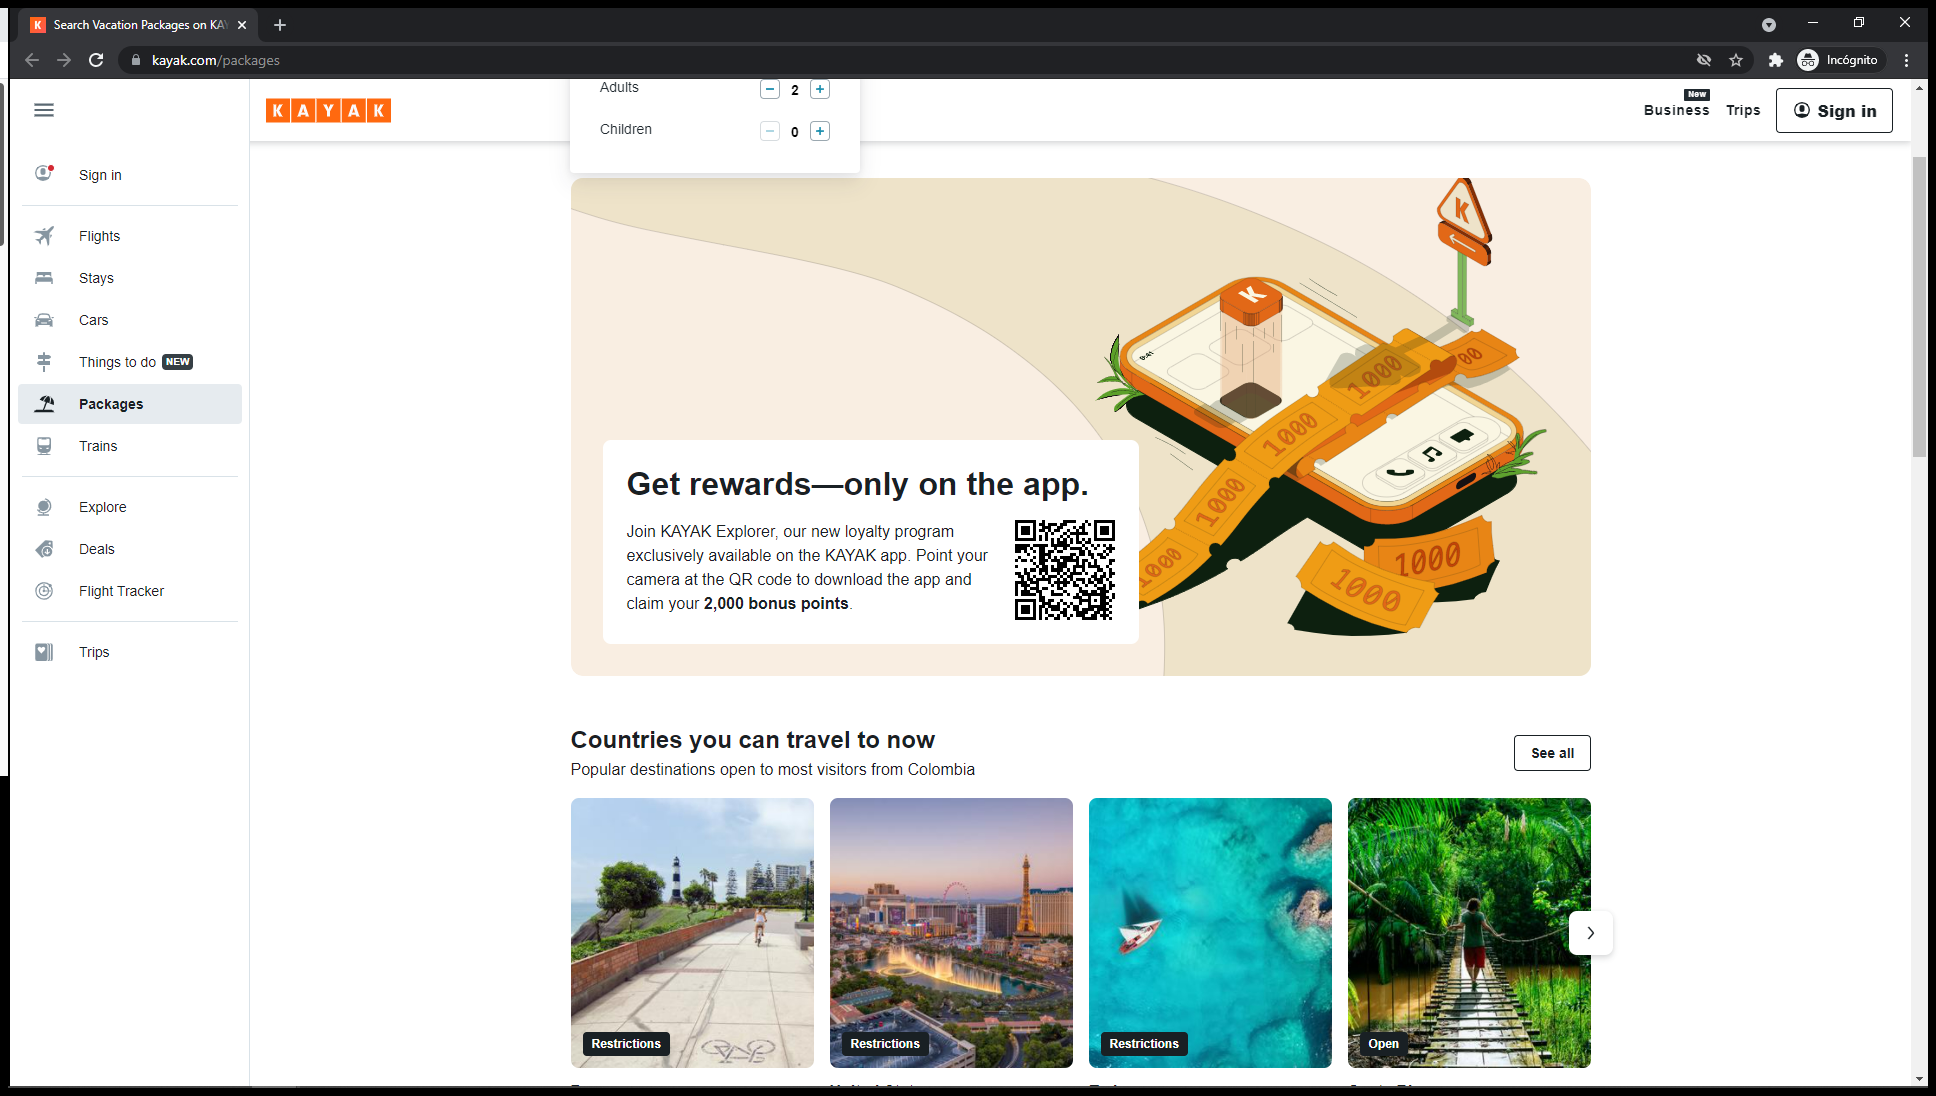 Search Vacation Packages on KA
kayak.com/packages
Incógnito
KAYAK
Adults
2
Children
0
New
Business
Trips
Sign in
Sign in
Flights
Stays
Cars
Things to do NEW
Packages
Trains
Explore
Deals
Flight Tracker
Trips
K
K
9:41
1000
00
1000
1000
1000
1000
1000
Get rewards—only on the app.
Join KAYAK Explorer, our new loyalty program
exclusively available on the KAYAK app. Point your
camera at the QR code to download the app and
claim your 2,000 bonus points.
Countries you can travel to now
Popular destinations open to most visitors from Colombia
See all
Restrictions
Restrictions
Restrictions
Open